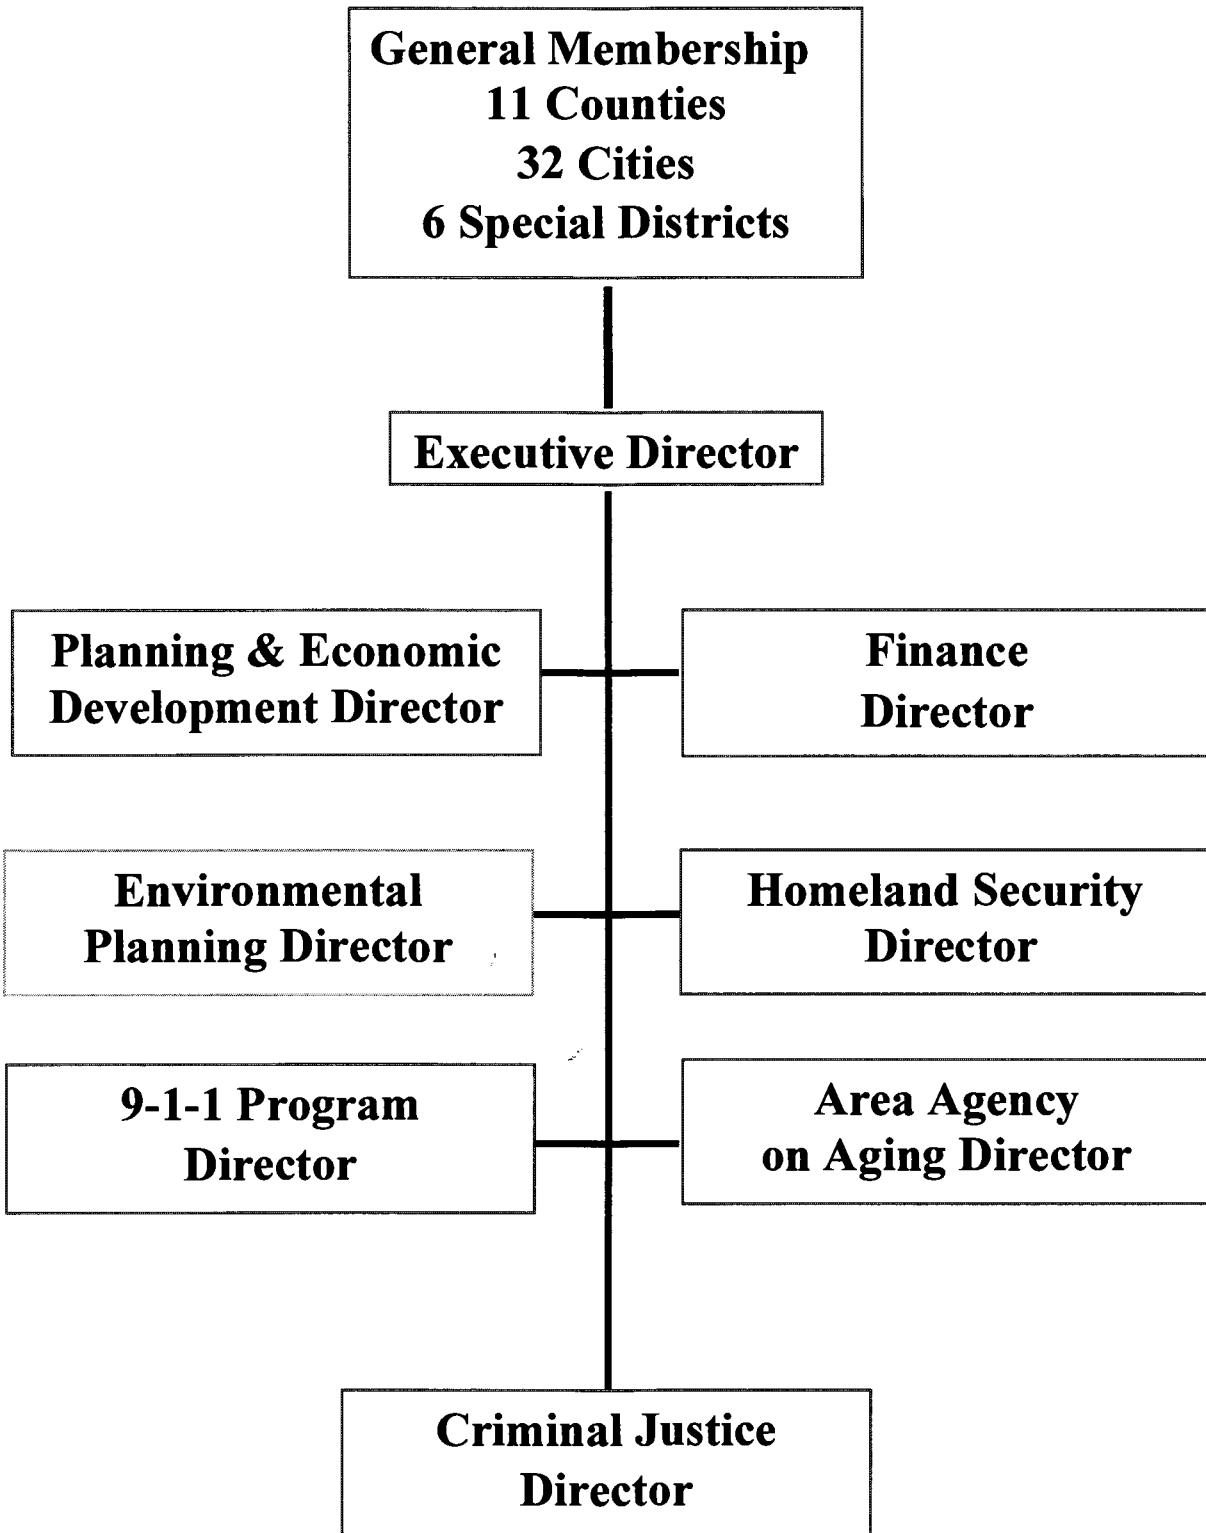 General Membership
11 Counties
32 Cities
6 Special Districts
Executive Director
Planning & Economic
Development Director
Finance
Director
Environmental
Planning Director
Homeland Security
Director
9-1-1 Program
Director
Area Agency
on Aging Director
Criminal Justice
Director